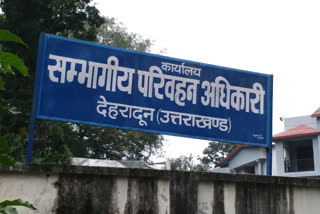 कार्यालय
सम्भागीय परिवहन अधिकारी
देहरादून (उत्तराखण्ड)